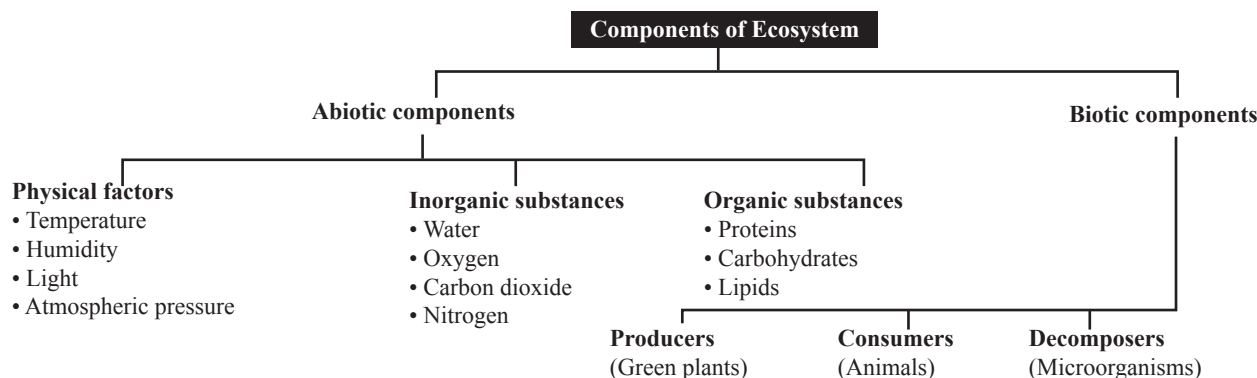 Components of Ecosystem
Abiotic components
Biotic components
Physical factors
• Temperature
• Humidity
• Light
• Atmospheric pressure
Inorganic substances
• Water
• Oxygen
• Carbon dioxide
• Nitrogen
Organic substances
• Proteins
• Carbohydrates
• Lipids
Producers
(Green plants)
Consumers
(Animals)
Decomposers
(Microorganisms)